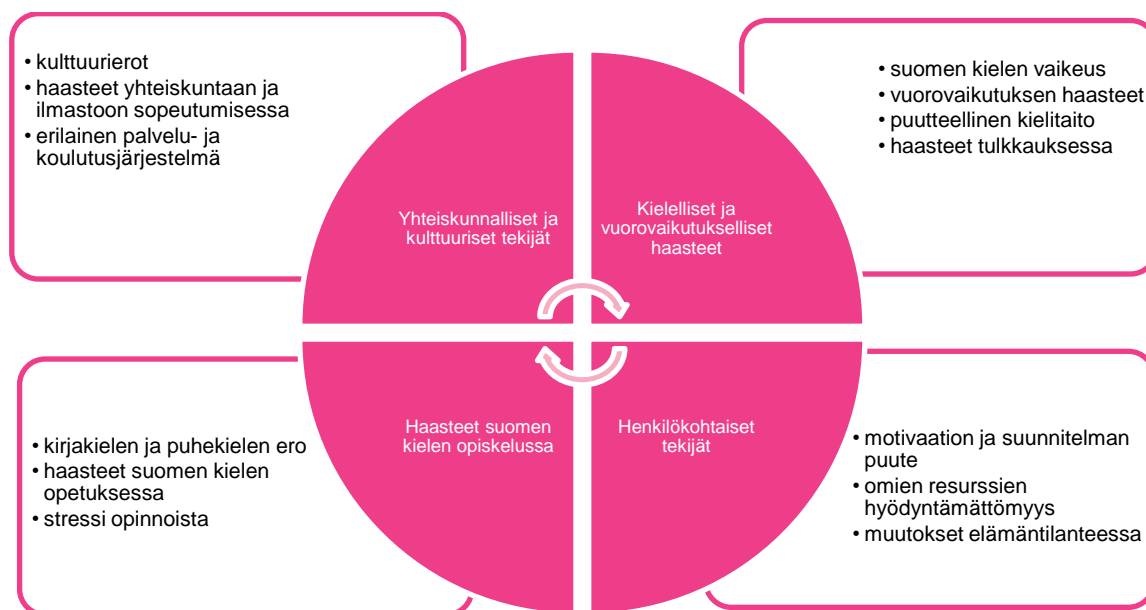 • kulttuurierot
• haasteet yhteiskuntaan ja
ilmastoon sopeutumisessa
• erilainen palvelu- ja
koulutusjärjestelmä
Yhteiskunnalliset ja
kulttuuriset tekijät
• suomen kielen vaikeus
• vuorovaikutuksen haasteet
• puutteellinen kielitaito
• haasteet tulkkauksessa
Kielelliset ja
vuorovaikutukselliset
haasteet
• kirjakielen ja puhekielen ero
• haasteet suomen kielen
opetuksessa
• stressi opinnoista
Haasteet suomen
kielen opiskelussa
Henkilökohtaiset
tekijät
• motivaation ja suunnitelman
puute
• omien resurssien
hyödyntämättömyys
• muutokset elämäntilanteessa